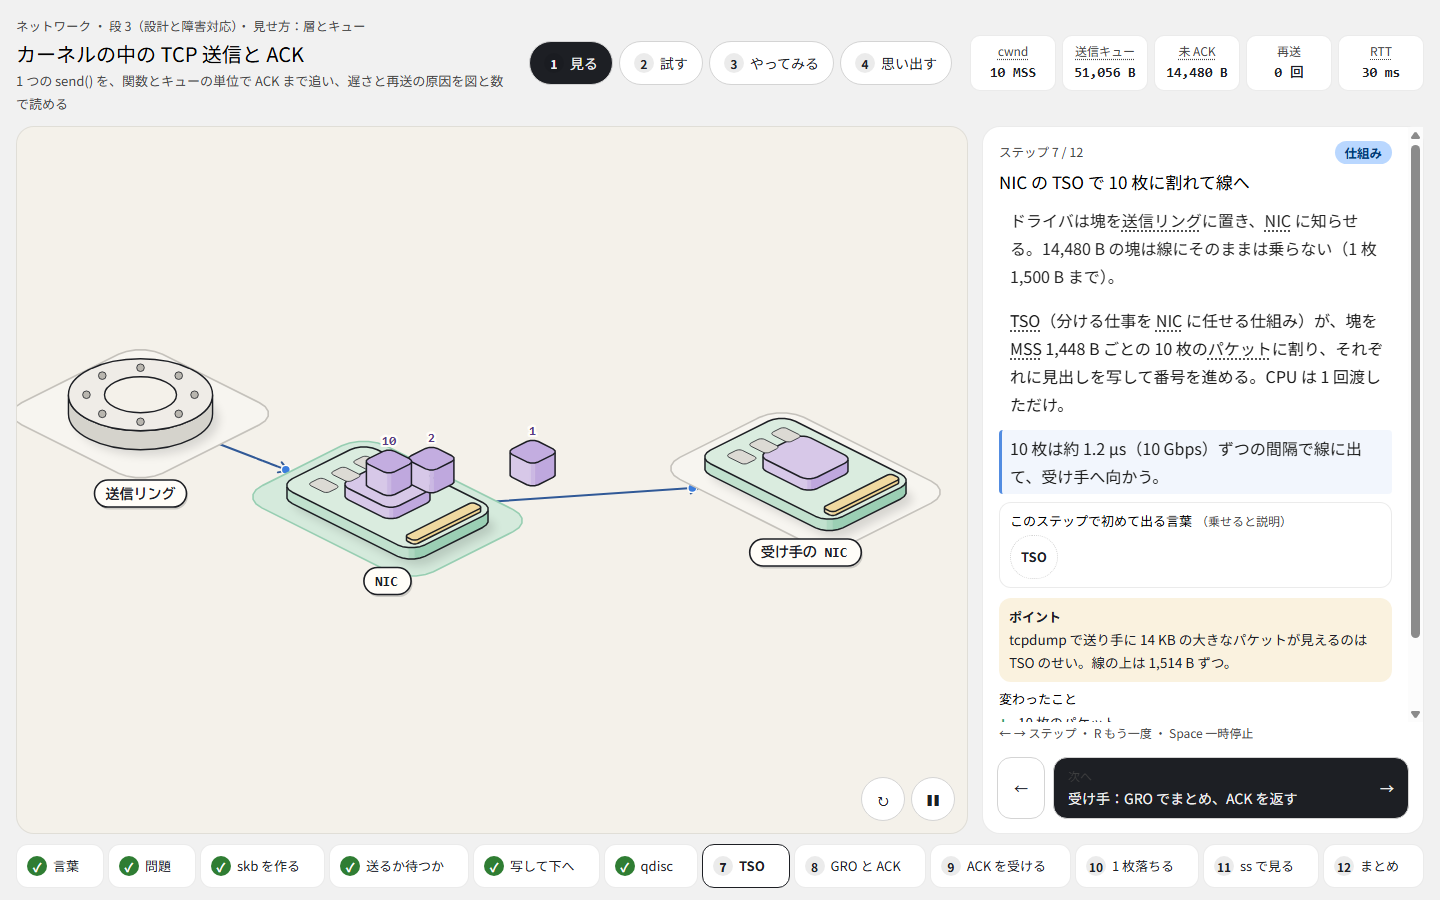 ネットワーク ・ 段 3（設計と障害対応）・ 見せ方：層とキュー
カーネルの中の TCP 送信と ACK
1 つの send() を、関数とキューの単位で ACK まで追い、遅さと再送の原因を図と数
で読める
1 見る
2 試す
3 やってみる
4 思い出す
cwnd
10 MSS
送信キュー
51,056 B
未 ACK
14,480 B
再送
0 回
RTT
30 ms
送信リング
10
2
1
NIC
受け手の NIC
ステップ 7 / 12
仕組み
NIC の TSO で 10 枚に割れて線へ
ドライバは塊を送信リングに置き、NIC に知らせ
る。14,480 B の塊は線にそのままは乗らない（1 枚
1,500 B まで）。
TSO（分ける仕事を NIC に任せる仕組み）が、塊を
MSS 1,448 B ごとの 10 枚のパケットに割り、それぞ
れに見出しを写して番号を進める。CPU は 1 回渡し
ただけ。
10 枚は約 1.2 μs（10 Gbps）ずつの間隔で線に出
て、受け手へ向かう。
このステップで初めて出る言葉 （乗せると説明）
TSO
ポイント
tcpdump で送り手に 14 KB の大きなパケットが見えるのは
TSO のせい。線の上は 1,514 B ずつ。
変わったこと
← → ステップ ・ R もう一度 ・ Space 一時停止
←
次へ
受け手：GRO でまとめ、ACK を返す
→
✓ 言葉
✓ 問題
✓ skb を作る
✓ 送るか待つか
✓ 写して下へ
✓ qdisc
7 TSO
8 GRO と ACK
9 ACK を受ける
10 1 枚落ちる
11 ss で見る
12 まとめ